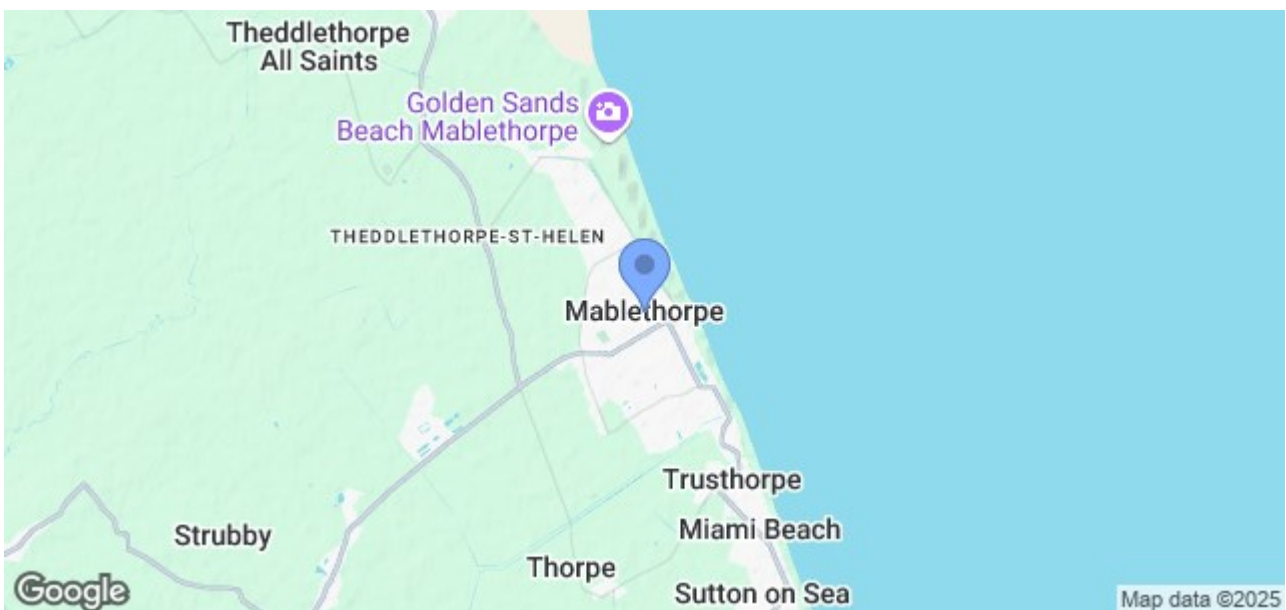 Theddlethorpe
All Saints
Golden Sands
Beach Mablethorpe
THEDDLETHORPE-ST-HELEN
Mablethorpe
Trusthorpe
Strubby
Miami Beach
Thorpe
Sutton on Sea
Google
Map data ©2025